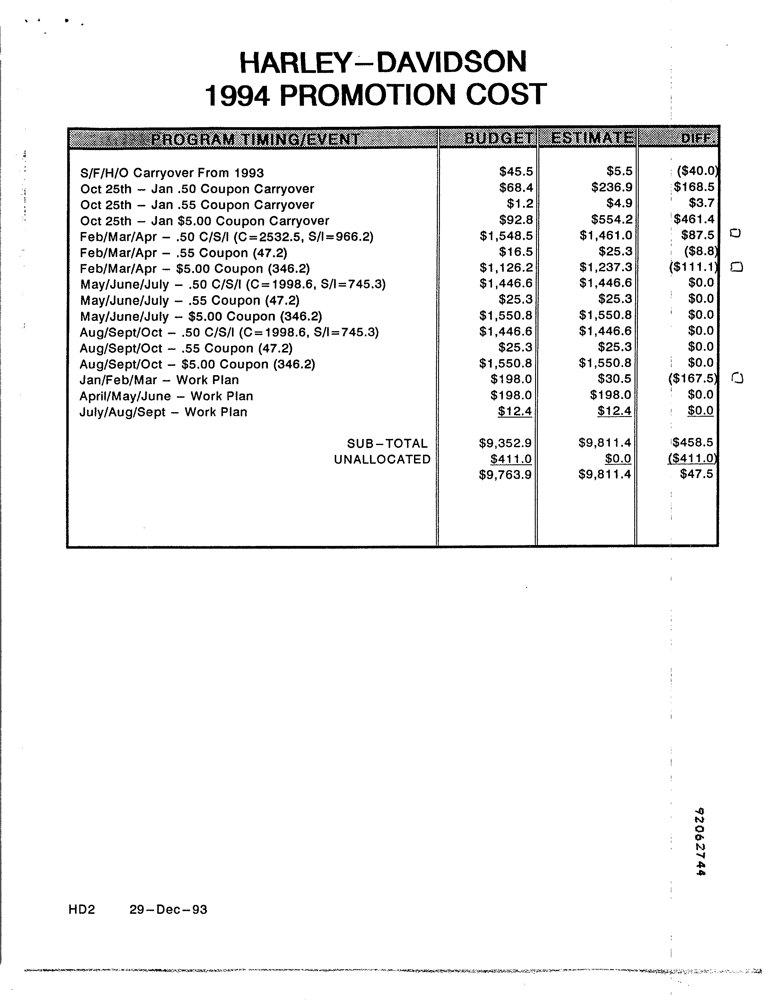 HARLEY–DAVIDSON
1994 PROMOTION COST
PROGRAM TIMING/EVENT BUDGET ESTIMATE DIFF.
S/F/H/O Carryover From 1993 $45.5 $5.5 ($40.0)
Oct 25th – Jan .50 Coupon Carryover $68.4 $236.9 $168.5
Oct 25th – Jan .55 Coupon Carryover $1.2 $4.9 $3.7
Oct 25th – Jan $5.00 Coupon Carryover $92.8 $554.2 $461.4
Feb/Mar/Apr – .50 C/S/I (C=2532.5, S/I=966.2) $1,548.5 $1,461.0 $87.5
Feb/Mar/Apr – .55 Coupon (47.2) $16.5 $25.3 ($8.8)
Feb/Mar/Apr – $5.00 Coupon (346.2) $1,126.2 $1,237.3 ($111.1)
May/June/July – .50 C/S/I (C=1998.6, S/I=745.3) $1,446.6 $1,446.6 $0.0
May/June/July – .55 Coupon (47.2) $25.3 $25.3 $0.0
May/June/July – $5.00 Coupon (346.2) $1,550.8 $1,550.8 $0.0
Aug/Sept/Oct – .50 C/S/I (C=1998.6, S/I=745.3) $1,446.6 $1,446.6 $0.0
Aug/Sept/Oct – .55 Coupon (47.2) $25.3 $25.3 $0.0
Aug/Sept/Oct – $5.00 Coupon (346.2) $1,550.8 $1,550.8 $0.0
Jan/Feb/Mar – Work Plan $198.0 $30.5 ($167.5)
April/May/June – Work Plan $198.0 $198.0 $0.0
July/Aug/Sept – Work Plan $12.4 $12.4 $0.0
SUB–TOTAL $9,352.9 $9,811.4 $458.5
UNALLOCATED $411.0 $0.0 ($411.0)
$9,763.9 $9,811.4 $47.5
92062744
HD2 29–Dec–93